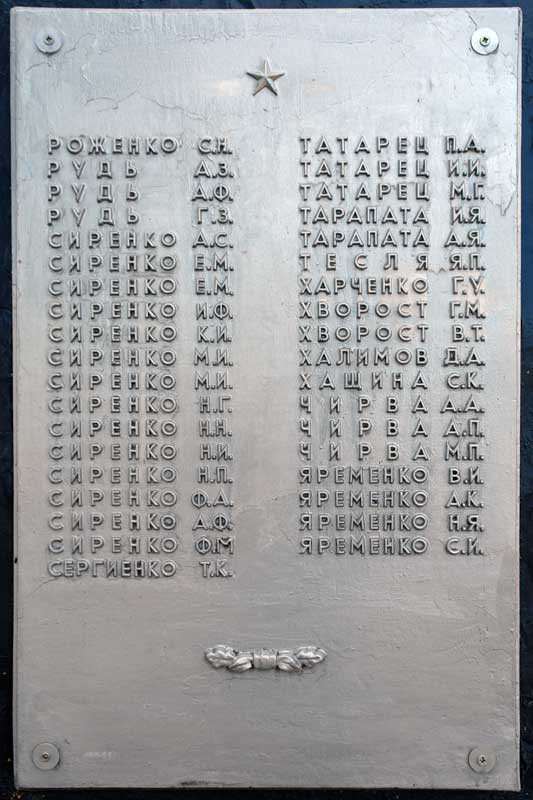 РОЖЕНКО С.Н.
РУДЬ А.З.
РУДЬ А.Ф.
РУДЬ Г.З.
СИРЕНКО А.С.
СИРЕНКО Е.М.
СИРЕНКО Е.М.
СИРЕНКО И.Ф.
СИРЕНКО К.И.
СИРЕНКО М.И.
СИРЕНКО М.И.
СИРЕНКО Н.Г.
СИРЕНКО Н.Н.
СИРЕНКО Н.И.
СИРЕНКО Н.П.
СИРЕНКО Ф.А.
СИРЕНКО А.Ф.
СИРЕНКО Ф.М
СЕРГИЕНКО Т.К.
ТАТАРЕЦ П.А.
ТАТАРЕЦ И.И.
ТАТАРЕЦ М.Г.
ТАРАПАТА И.Я.
ТАРАПАТА А.Я.
ТЕСЛЯ Я.П.
ХАРЧЕНКО Г.У.
ХВОРОСТ Г.М.
ХВОРОСТ В.Т.
ХАЛИМОВ Д.А.
ХАЩИНА С.К.
ЧИРВА А.А.
ЧИРВА Д.П.
ЧИРВА М.П.
ЯРЕМЕНКО В.И.
ЯРЕМЕНКО А.К.
ЯРЕМЕНКО Н.Я.
ЯРЕМЕНКО С.И.